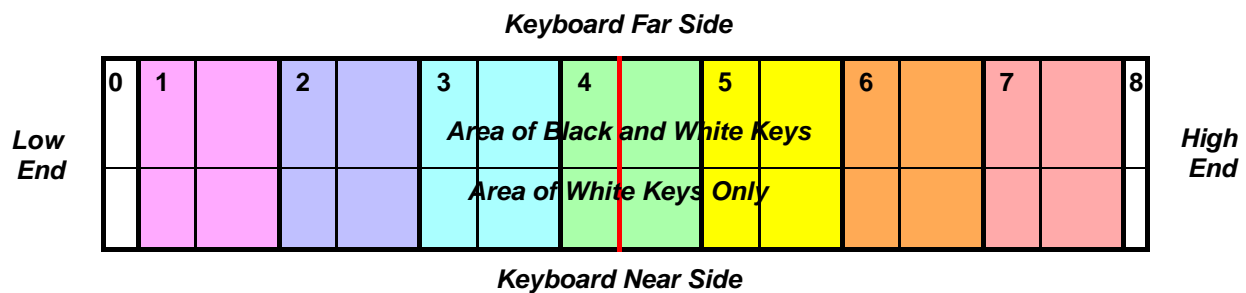 Keyboard Far Side
0 1 2 3 4 5 6 7 8
Area of Black and White Keys
Low
End
High
End
Area of White Keys Only
Keyboard Near Side